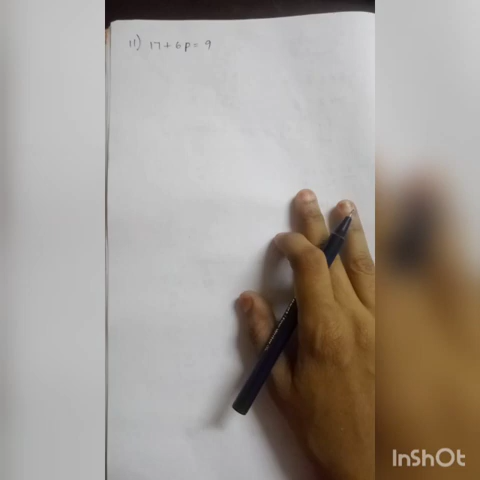 11) 17 + 6p = 9
InShOt